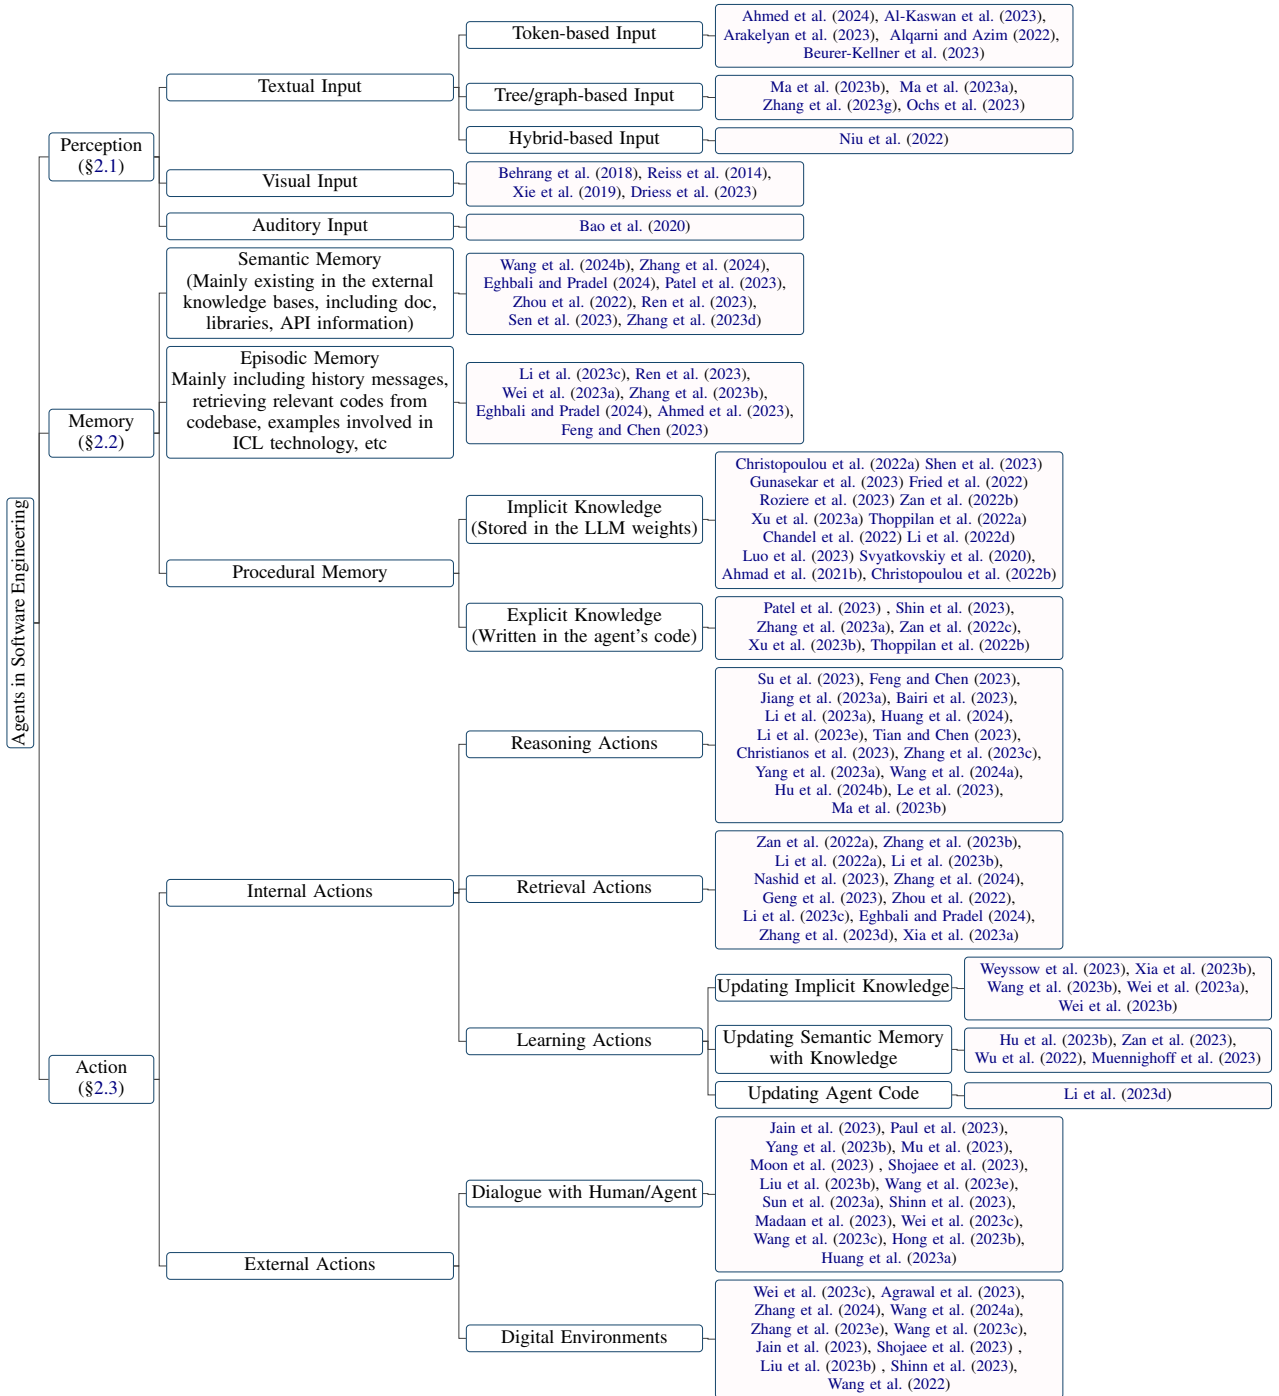 Agents in Software Engineering
Perception
(§2.1)
Textual Input
Token-based Input
Ahmed et al. (2024), Al-Kaswan et al. (2023),
Arakelyan et al. (2023), Alqarni and Azim (2022),
Beurer-Kellner et al. (2023)
Tree/graph-based Input
Ma et al. (2023b), Ma et al. (2023a),
Zhang et al. (2023g), Ochs et al. (2023)
Hybrid-based Input
Niu et al. (2022)
Visual Input
Behrang et al. (2018), Reiss et al. (2014),
Xie et al. (2019), Driess et al. (2023)
Auditory Input
Bao et al. (2020)
Memory
(§2.2)
Semantic Memory
(Mainly existing in the external
knowledge bases, including doc,
libraries, API information)
Wang et al. (2024b), Zhang et al. (2024),
Eghbali and Pradel (2024), Patel et al. (2023),
Zhou et al. (2022), Ren et al. (2023),
Sen et al. (2023), Zhang et al. (2023d)
Episodic Memory
Mainly including history messages,
retrieving relevant codes from
codebase, examples involved in
ICL technology, etc
Li et al. (2023c), Ren et al. (2023),
Wei et al. (2023a), Zhang et al. (2023b),
Eghbali and Pradel (2024), Ahmed et al. (2023),
Feng and Chen (2023)
Procedural Memory
Implicit Knowledge
(Stored in the LLM weights)
Christopoulou et al. (2022a) Shen et al. (2023)
Gunasekar et al. (2023) Fried et al. (2022)
Roziere et al. (2023) Zan et al. (2022b)
Xu et al. (2023a) Thoppilan et al. (2022a)
Chandel et al. (2022) Li et al. (2022d)
Luo et al. (2023) Svyatkovskiy et al. (2020),
Ahmad et al. (2021b), Christopoulou et al. (2022b)
Explicit Knowledge
(Written in the agent's code)
Patel et al. (2023) , Shin et al. (2023),
Zhang et al. (2023a), Zan et al. (2022c),
Xu et al. (2023b), Thoppilan et al. (2022b)
Action
(§2.3)
Internal Actions
Reasoning Actions
Su et al. (2023), Feng and Chen (2023),
Jiang et al. (2023a), Bairi et al. (2023),
Li et al. (2023a), Huang et al. (2024),
Li et al. (2023e), Tian and Chen (2023),
Christianos et al. (2023), Zhang et al. (2023c),
Yang et al. (2023a), Wang et al. (2024a),
Hu et al. (2024b), Le et al. (2023),
Ma et al. (2023b)
Retrieval Actions
Zan et al. (2022a), Zhang et al. (2023b),
Li et al. (2022a), Li et al. (2023b),
Nashid et al. (2023), Zhang et al. (2024),
Geng et al. (2023), Zhou et al. (2022),
Li et al. (2023c), Eghbali and Pradel (2024),
Zhang et al. (2023d), Xia et al. (2023a)
Learning Actions
Updating Implicit Knowledge
Weyssow et al. (2023), Xia et al. (2023b),
Wang et al. (2023b), Wei et al. (2023a),
Wei et al. (2023b)
Updating Semantic Memory
with Knowledge
Hu et al. (2023b), Zan et al. (2023),
Wu et al. (2022), Muennighoff et al. (2023)
Updating Agent Code
Li et al. (2023d)
External Actions
Dialogue with Human/Agent
Jain et al. (2023), Paul et al. (2023),
Yang et al. (2023b), Mu et al. (2023),
Moon et al. (2023) , Shojaee et al. (2023),
Liu et al. (2023b), Wang et al. (2023e),
Sun et al. (2023a), Shinn et al. (2023),
Madaan et al. (2023), Wei et al. (2023c),
Wang et al. (2023c), Hong et al. (2023b),
Huang et al. (2023a)
Digital Environments
Wei et al. (2023c), Agrawal et al. (2023),
Zhang et al. (2024), Wang et al. (2024a),
Zhang et al. (2023e), Wang et al. (2023c),
Jain et al. (2023), Shojaee et al. (2023) ,
Liu et al. (2023b) , Shinn et al. (2023),
Wang et al. (2022)